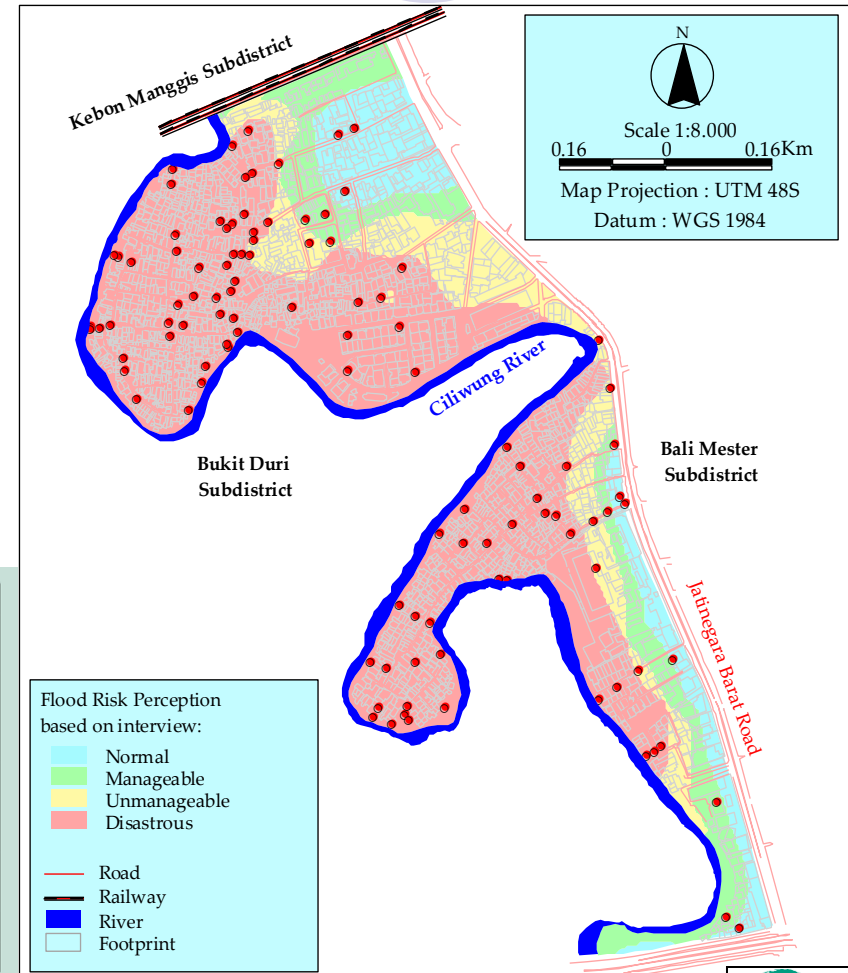 Kebon Manggis Subdistrict
N
Scale 1:8.000
0.16 0 0.16Km
Map Projection : UTM 48S
Datum : WGS 1984
Ciliwung River
Bukit Duri
Subdistrict
Bali Mester
Subdistrict
Jatinegara Barat Road
Flood Risk Perception
based on interview:
Normal
Manageable
Unmanageable
Disastrous
Road
Railway
River
Footprint